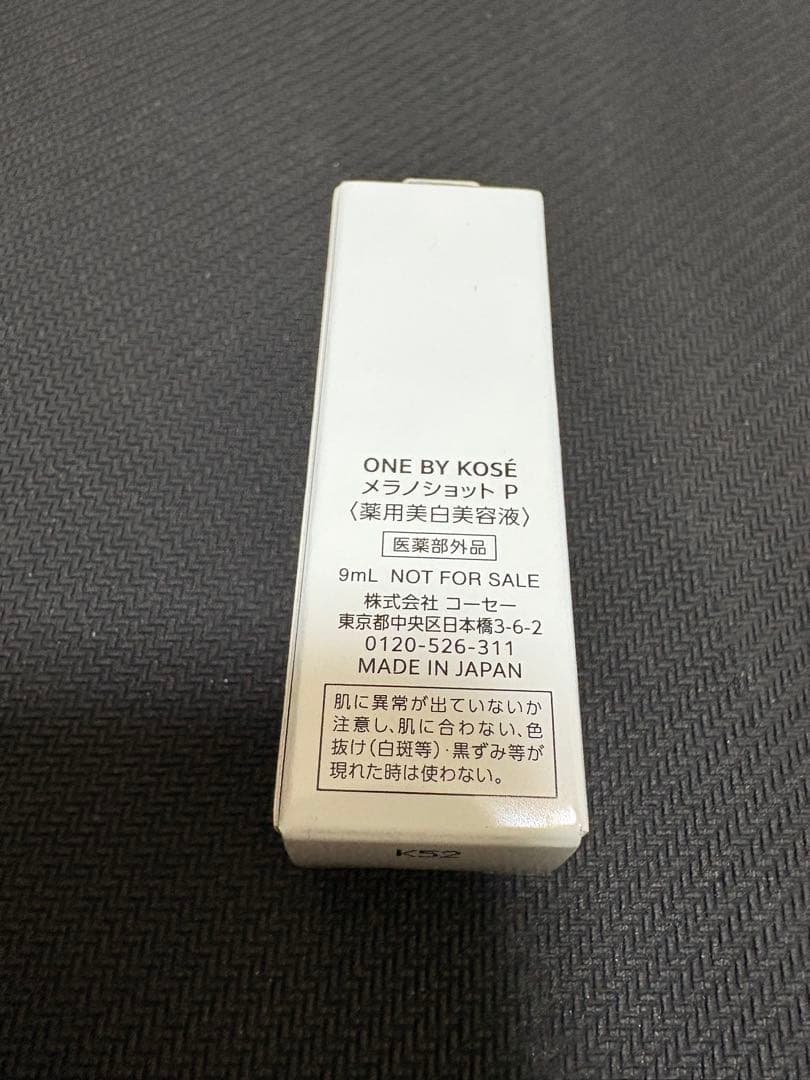 ONE BY KOSÉ
メラノショット P
〈薬用美白美容液〉
医薬部外品
9mL NOT FOR SALE
株式会社 コーセー
東京都中央区日本橋3-6-2
0120-526-311
MADE IN JAPAN
肌に異常が出ていないか
注意し、肌に合わない、色
抜け(白斑等)・黒ずみ等が
現れた時は使わない。
K52